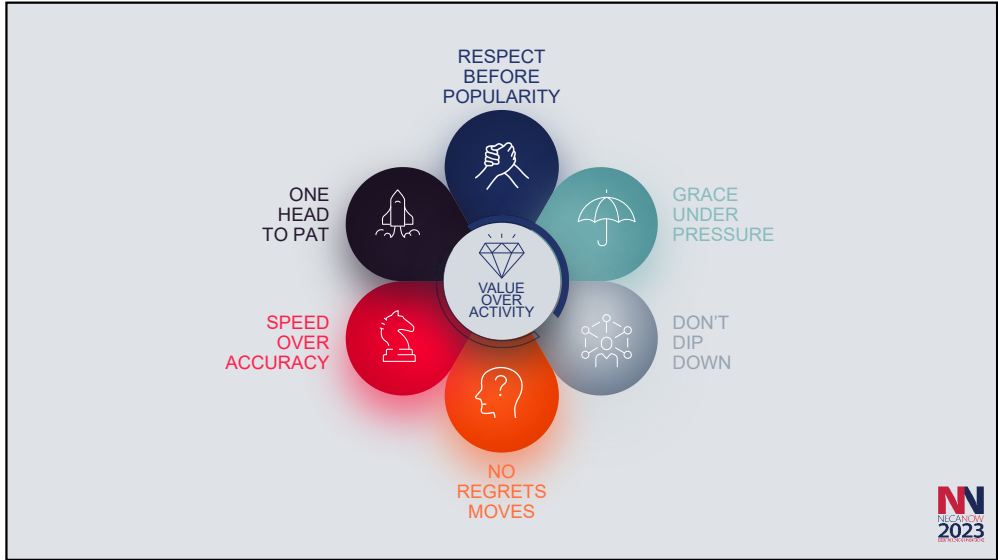 RESPECT
BEFORE
POPULARITY
ONE
HEAD
TO PAT
GRACE
UNDER
PRESSURE
VALUE
OVER
ACTIVITY
SPEED
OVER
ACCURACY
DON'T
DIP
DOWN
?
NO
REGRETS
MOVES
NN
NECANOW
2023